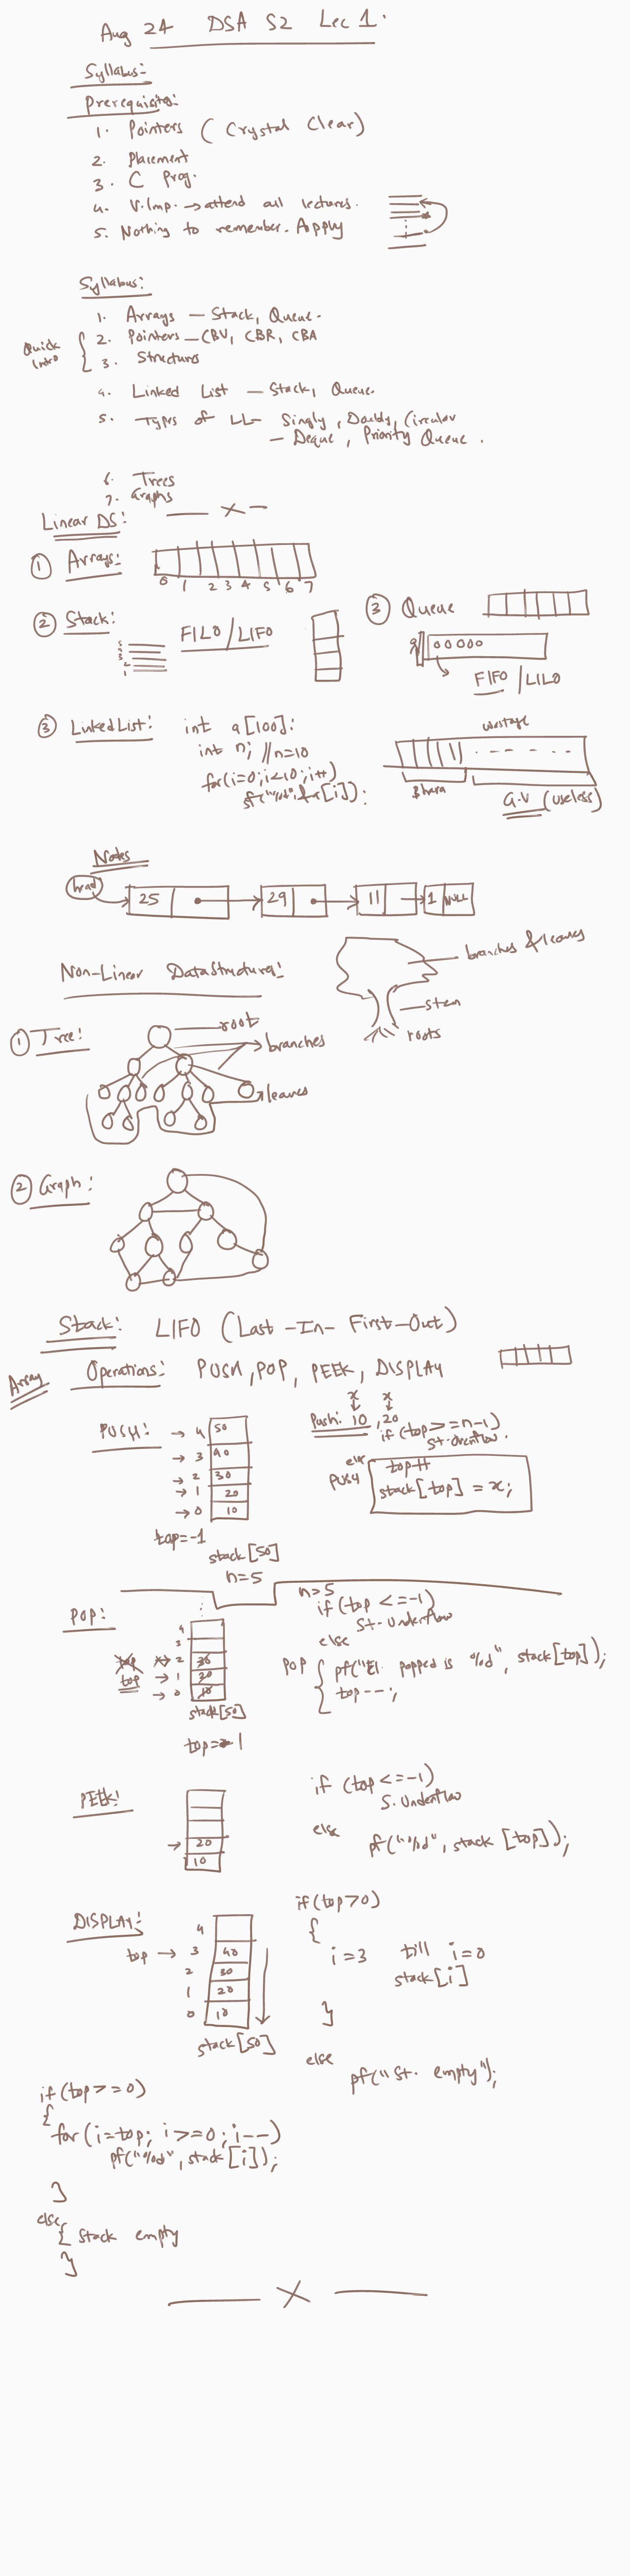 Aug 24 DSA S2 Lec 1.
Syllabus:
Prerequisites:
1. Pointers (Crystal Clear)
2. Placement
3. C Prog.
4. V. Imp. → attend all lectures.
5. Nothing to remember. Apply
Syllabus:
1. Arrays — Stack, Queue.
Quick Intro
2. Pointers — CBV, CBR, CBA
3. Structures
4. Linked List — Stack, Queue.
5. Types of LL — Singly, Doubly, Circular
— Deque, Priority Queue.
6. Trees
7. Graphs
— x —
Linear DS:
① Arrays:
0 1 2 3 4 5 6 7
② Stack:
FILO / LIFO
5
4
3
2
1
③ Queue
00000
FIFO / LILO
③ Linked List:
int a[100];
int n; //n=10
for(i=0; i<10; i++)
sf("%d", &a[i]);
wastage
Bhara
G.V (useless)
Nodes
head
25
29
11
1 NULL
Non-Linear DataStructures:
branches & leaves
stem
roots
① Tree:
root
branches
leaves
② Graph:
Stack: LIFO (Last-In-First-Out)
Array
Operations: PUSH, POP, PEEK, DISPLAY
PUSH:
→ 4 50
→ 3 40
→ 2 30
→ 1 20
→ 0 10
top=-1
stack[50]
n=5
x x
Push: 10, 20
if (top >= n-1)
St-Overflow.
else
PUSH
top++
stack[top] = x;
POP:
n=5
4
3
top 2 30
top → 1 20
→ 0 10
stack[50]
top=-1
if (top <= -1)
St-Underflow
else
POP
{ pf("El. popped is %d", stack[top]);
{ top--;
PEEK:
→ 20
10
if (top <= -1)
S. Underflow
else
pf("%d", stack[top]);
DISPLAY:
4
top → 3 40
2 30
1 20
0 10
stack[50]
if(top>0)
{
i=3 till i=0
stack[i]
}
else
pf("St. empty");
if(top>=0)
{
for(i=top; i>=0; i--)
pf("%d", stack[i]);
}
else
{ stack empty
}
— X —